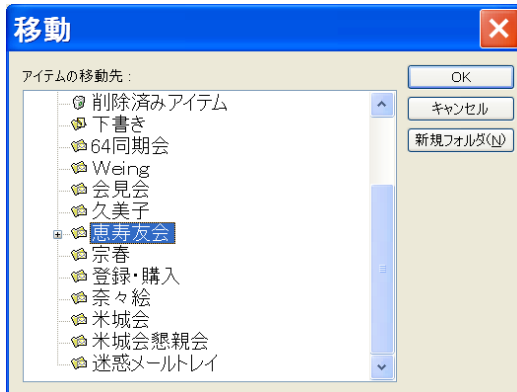 移動
アイテムの移動先：
OK
キャンセル
新規フォルダ(N)
削除済みアイテム
下書き
64同期会
Weing
会見会
久美子
恵寿友会
宗春
登録・購入
奈々絵
米城会
米城会懇親会
迷惑メールトレイ